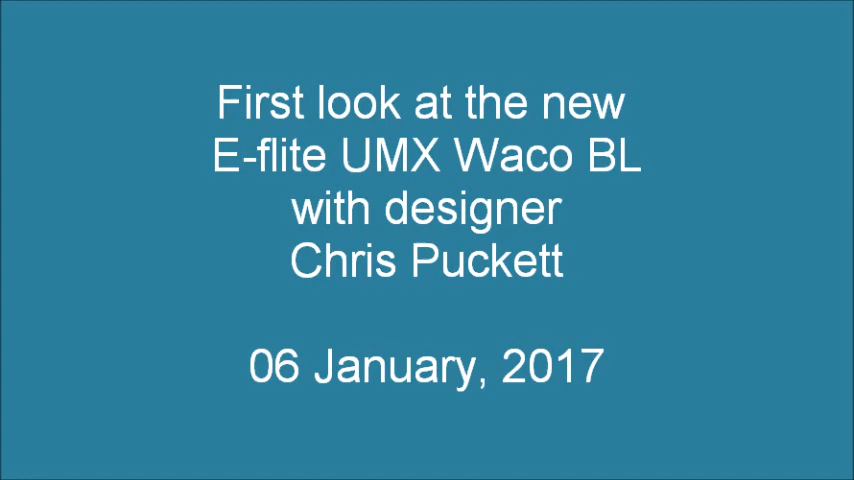 First look at the new
E-flite UMX Waco BL
with designer
Chris Puckett
06 January, 2017